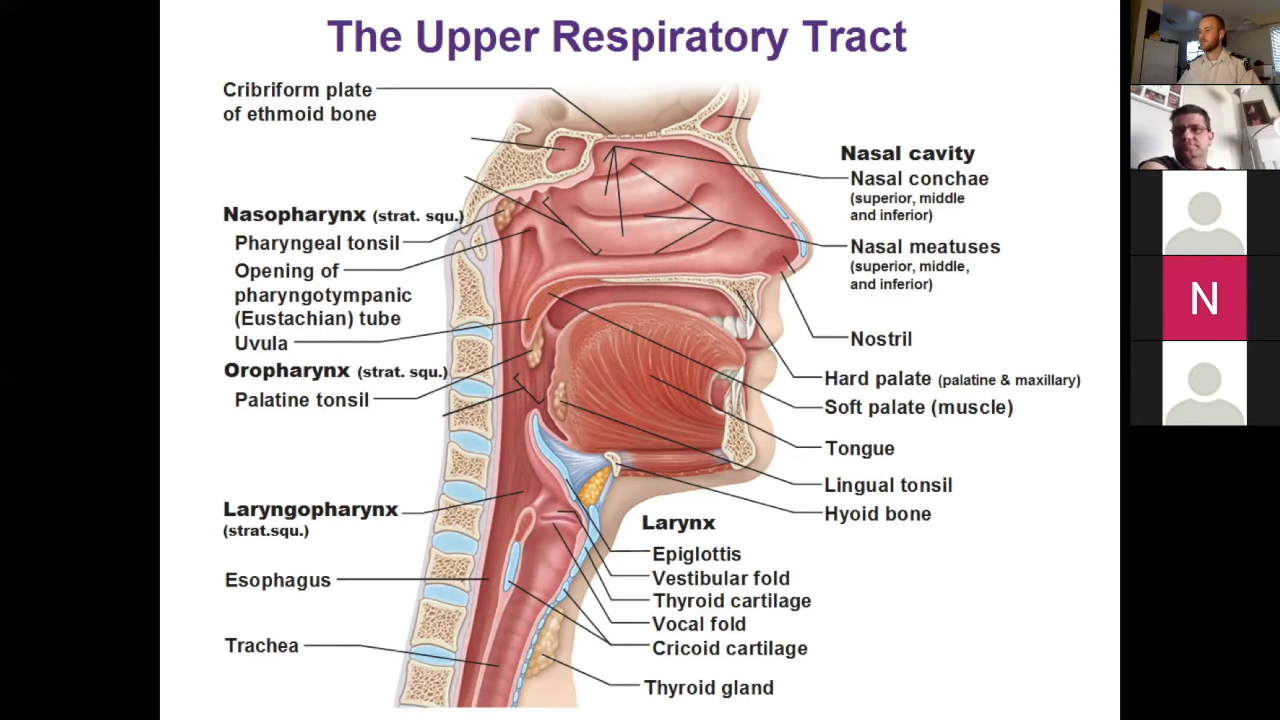 The Upper Respiratory Tract
Cribriform plate
of ethmoid bone
Nasopharynx (strat. squ.)
Pharyngeal tonsil
Opening of
pharyngotympanic
(Eustachian) tube
Uvula
Oropharynx (strat. squ.)
Palatine tonsil
Laryngopharynx
(strat.squ.)
Esophagus
Trachea
Nasal cavity
Nasal conchae
(superior, middle
and inferior)
Nasal meatuses
(superior, middle,
and inferior)
Nostril
Hard palate (palatine & maxillary)
Soft palate (muscle)
Tongue
Lingual tonsil
Hyoid bone
Larynx
Epiglottis
Vestibular fold
Thyroid cartilage
Vocal fold
Cricoid cartilage
Thyroid gland
N